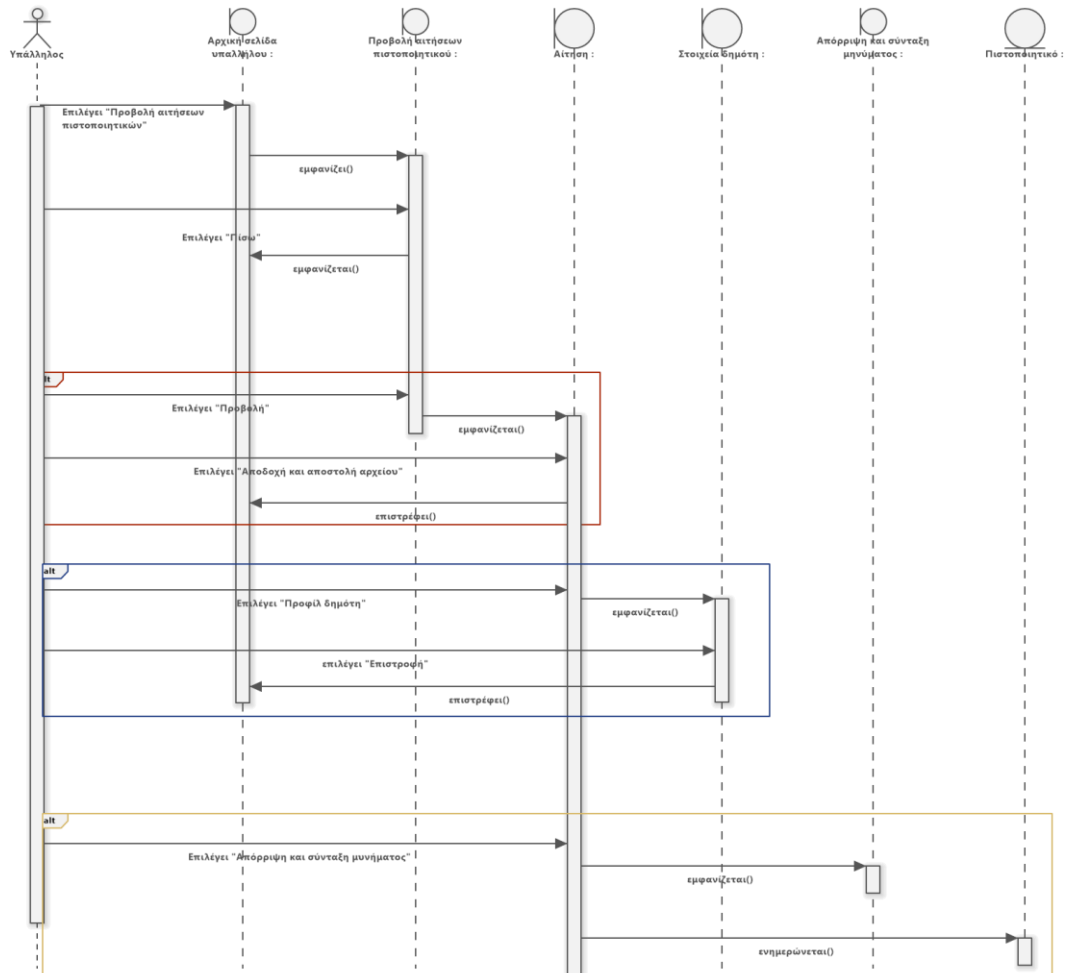 Υπάλληλος
Αρχική σελίδα
υπαλλήλου :
Προβολή αιτήσεων
πιστοποιητικού :
Αίτηση :
Στοιχεία δημότη :
Απόρριψη και σύνταξη
μηνύματος :
Πιστοποιητικό :
Επιλέγει "Προβολή αιτήσεων
πιστοποιητικών"
εμφανίζει()
Επιλέγει "Πίσω"
εμφανίζεται()
lt
Επιλέγει "Προβολή"
εμφανίζεται()
Επιλέγει "Αποδοχή και αποστολή αρχείου"
επιστρέφει()
alt
Επιλέγει "Προφίλ δημότη"
εμφανίζεται()
επιλέγει "Επιστροφή"
επιστρέφει()
alt
Επιλέγει "Απόρριψη και σύνταξη μυνήματος"
εμφανίζεται()
ενημερώνεται()